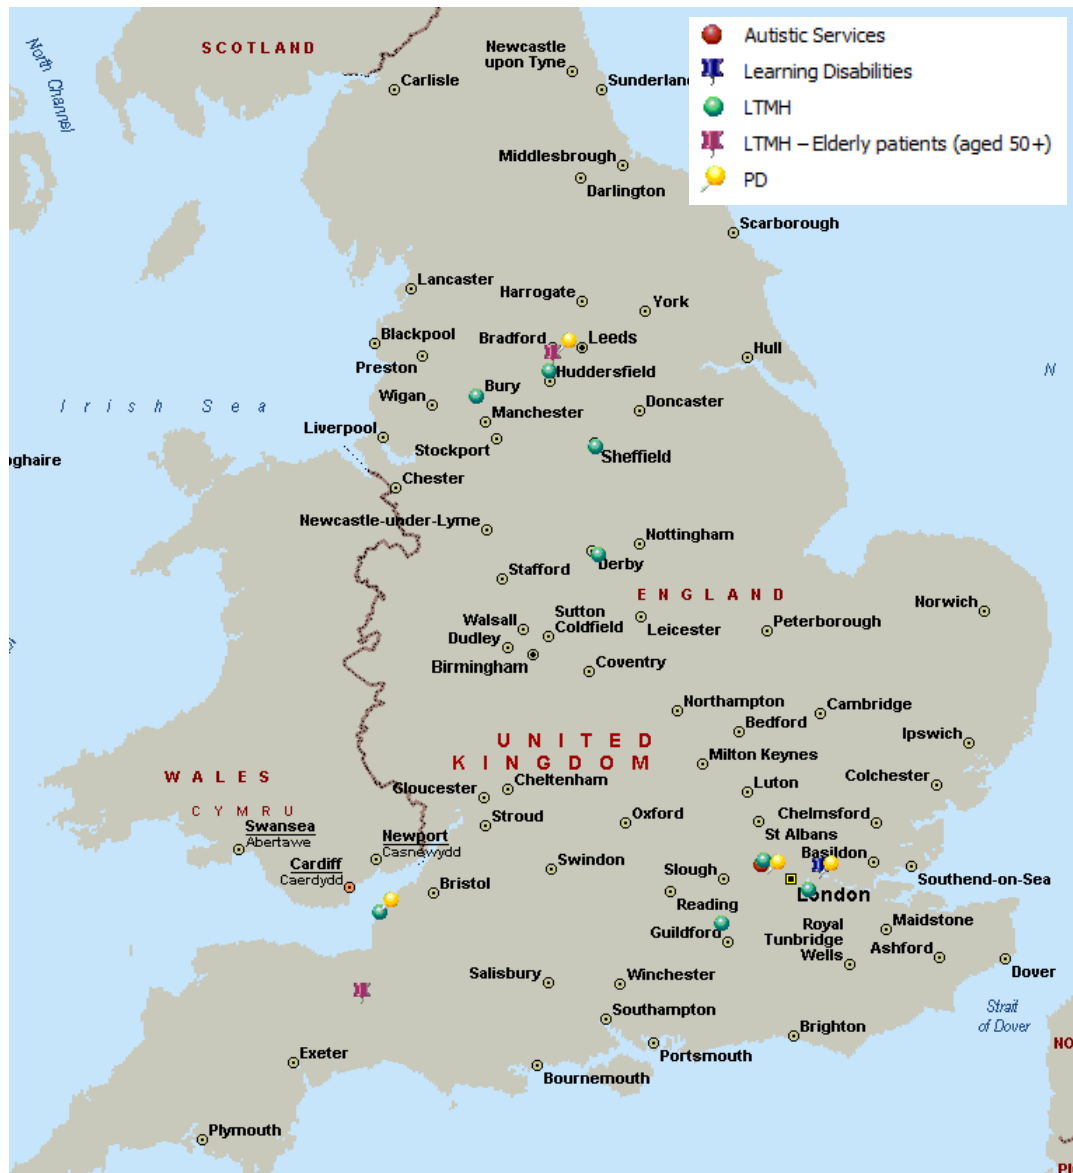 SCOTLAND
North Channel
Newcastle
upon Tyne
Carlisle
Sunderland
Autistic Services
Learning Disabilities
LTMH
LTMH – Elderly patients (aged 50+)
PD
Middlesbrough
Darlington
Scarborough
Lancaster
Harrogate
York
Blackpool
Bradford
Leeds
Hull
Preston
Huddersfield
N
Bury
Wigan
Doncaster
Irish Sea
Manchester
Liverpool
Stockport
Sheffield
oghaire
Chester
Newcastle-under-Lyme
Nottingham
Derby
Stafford
ENGLAND
Norwich
Sutton
Coldfield
Walsall
Leicester
Peterborough
Dudley
Birmingham
Coventry
Northampton
Cambridge
Bedford
Ipswich
UNITED
KINGDOM
Milton Keynes
WALES
CYMRU
Cheltenham
Gloucester
Luton
Colchester
Stroud
Oxford
Chelmsford
Swansea
Abertawe
Newport
Casnewydd
St Albans
Basildon
Cardiff
Caerdydd
Swindon
Slough
Southend-on-Sea
Bristol
London
Reading
Guildford
Royal
Tunbridge
Wells
Maidstone
Ashford
Dover
Salisbury
Winchester
Strait
of Dover
Southampton
Brighton
Portsmouth
NO
Exeter
Bournemouth
Plymouth
PI